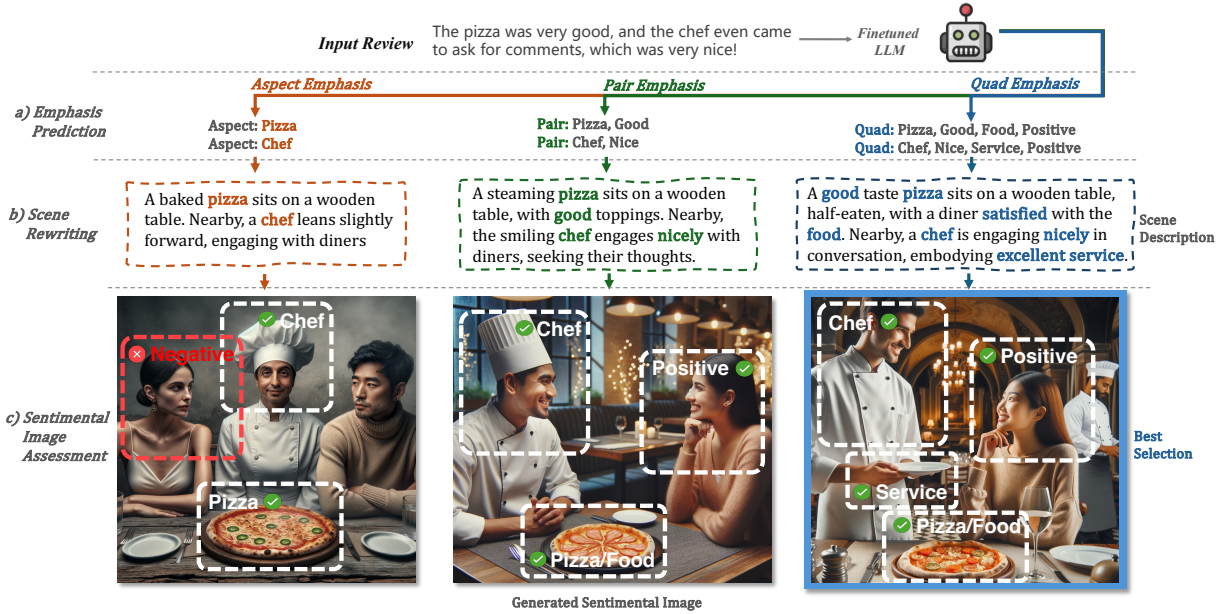 Input Review
The pizza was very good, and the chef even came
to ask for comments, which was very nice!
Finetuned
LLM
Aspect Emphasis
Pair Emphasis
Quad Emphasis
a) Emphasis
Prediction
Aspect: Pizza
Aspect: Chef
Pair: Pizza, Good
Pair: Chef, Nice
Quad: Pizza, Good, Food, Positive
Quad: Chef, Nice, Service, Positive
b) Scene
Rewriting
A baked pizza sits on a wooden
table. Nearby, a chef leans slightly
forward, engaging with diners
A steaming pizza sits on a wooden
table, with good toppings. Nearby,
the smiling chef engages nicely with
diners, seeking their thoughts.
A good taste pizza sits on a wooden table,
half-eaten, with a diner satisfied with the
food. Nearby, a chef is engaging nicely in
conversation, embodying excellent service.
Scene
Description
c) Sentimental
Image
Assessment
Chef
Negative
Pizza
Chef
Positive
Pizza/Food
Chef
Positive
Service
Pizza/Food
Best
Selection
Generated Sentimental Image